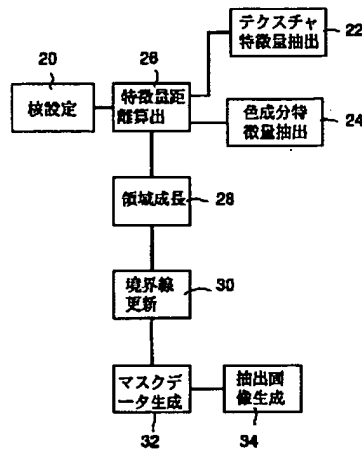 20
核設定
26
特徴量距
離算出
テクスチャ
特徴量抽出
22
色成分特
徴量抽出
24
領域成長
28
境界線
更新
30
マスクデ
ータ生成
32
抽出画
像生成
34